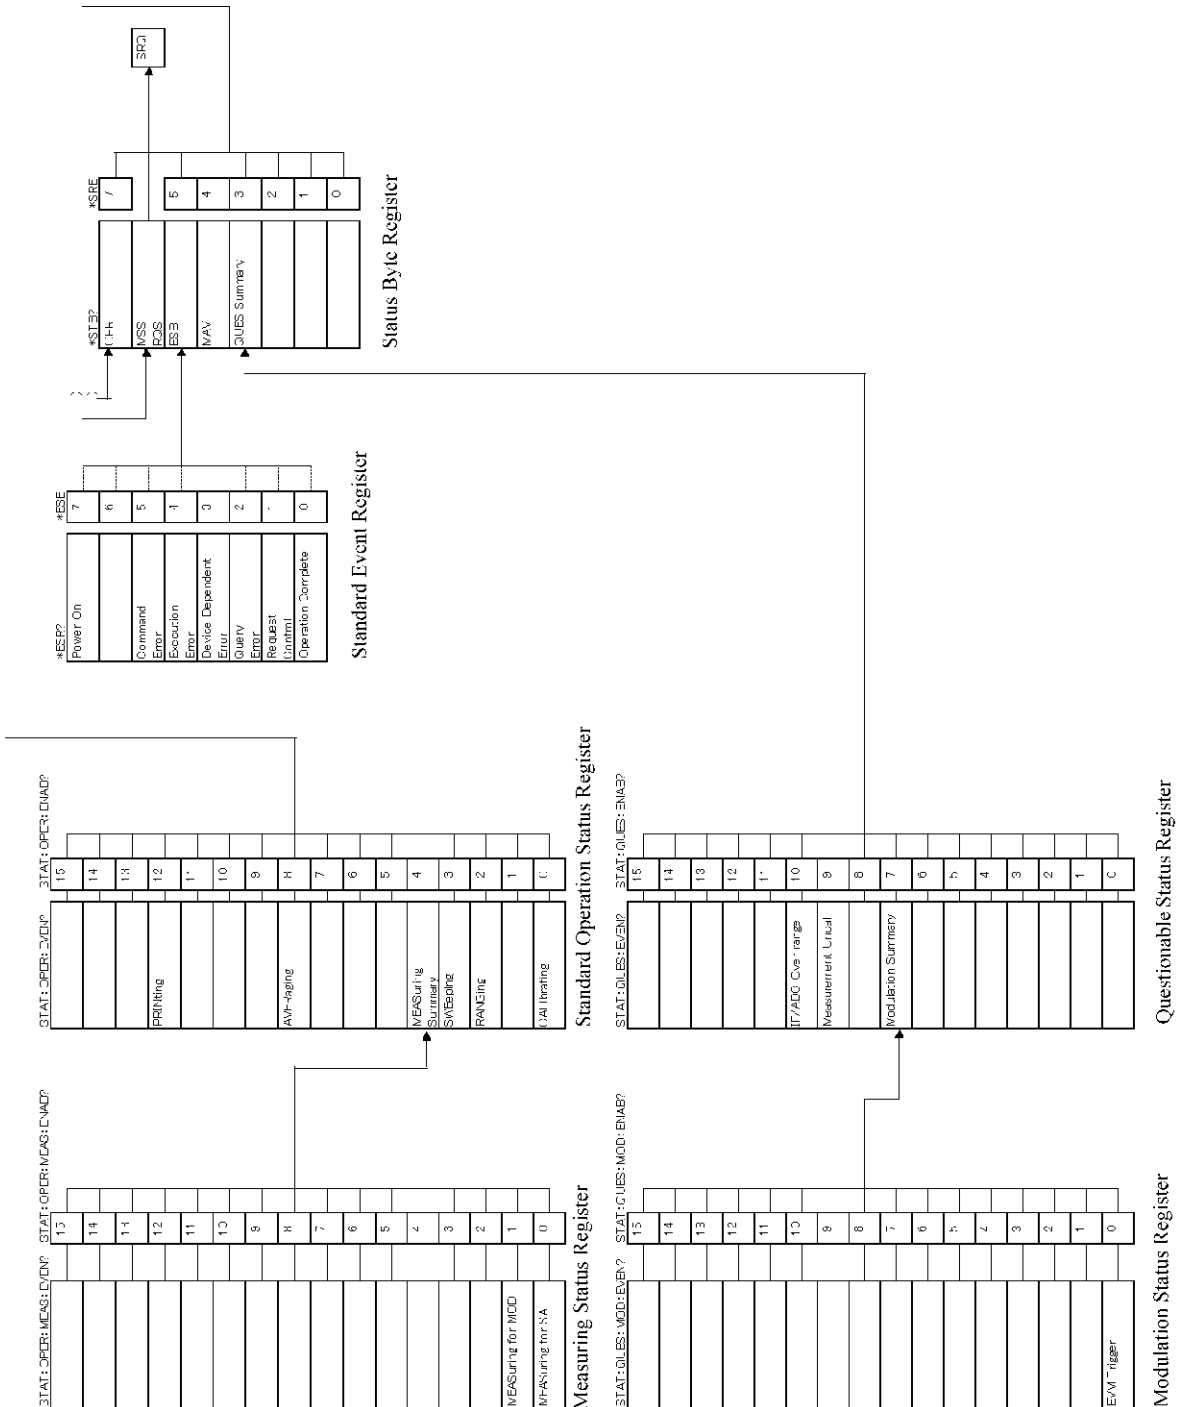 *SRE
5
4
3
2
1
0
*STB?
MSS
RQS
ESB
MAV
QUES Summary
Status Byte Register
*ESE
7
6
5
4
3
2
0
*ESR?
Power On
Command
Error
Execution
Error
Device Dependent
Error
Query
Error
Request
Control
Operation Complete
Standard Event Register
STAT:OPER:ENAB?
15
14
13
12
10
9
8
7
6
5
4
3
2
1
STAT:OPER:EVEN?
PRINting
AVERaging
MEASuring
Summary
SWEeping
RANGing
CALibrating
Standard Operation Status Register
STAT:QUES:ENAB?
15
14
13
12
10
9
8
7
6
5
4
3
2
1
0
STAT:QUES:EVEN?
IF/ADC Over range
Measurement Uncal
Modulation Summary
Questionable Status Register
STAT:OPER:MEAS:ENAB?
15
14
12
11
10
9
8
7
6
5
4
3
2
1
0
STAT:OPER:MEAS:EVEN?
MEASuring for MOD
MEASuring for SA
Measuring Status Register
STAT:QUES:MOD:ENAB?
15
14
13
12
11
10
9
8
7
6
5
4
3
2
1
0
STAT:QUES:MOD:EVEN?
EVM Trigger
Modulation Status Register